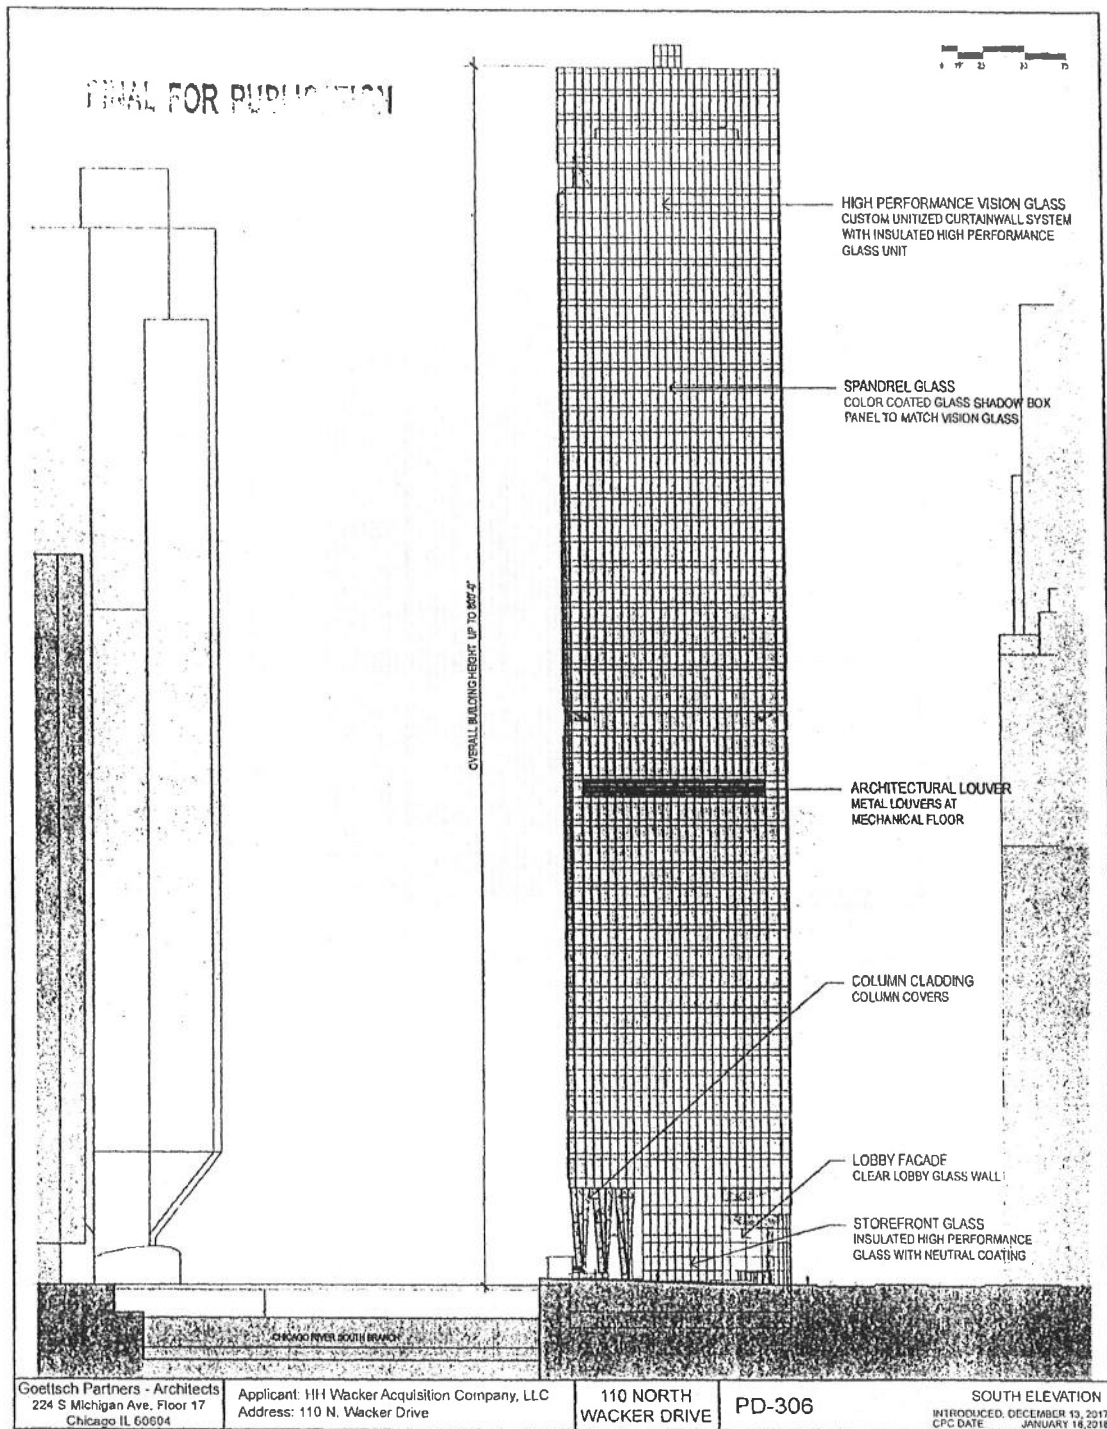 FINAL FOR PUBLICATION
0
25
75
HIGH PERFORMANCE VISION GLASS
CUSTOM UNITIZED CURTAINWALL SYSTEM
WITH INSULATED HIGH PERFORMANCE
GLASS UNIT
SPANDREL GLASS
COLOR COATED GLASS SHADOW BOX
PANEL TO MATCH VISION GLASS
OVERALL BUILDING HEIGHT UP TO 800'-0"
ARCHITECTURAL LOUVER
METAL LOUVERS AT
MECHANICAL FLOOR
COLUMN CLADDING
COLUMN COVERS
LOBBY FACADE
CLEAR LOBBY GLASS WALL
STOREFRONT GLASS
INSULATED HIGH PERFORMANCE
GLASS WITH NEUTRAL COATING
CHICAGO RIVER SOUTH BRANCH
Goettsch Partners - Architects
224 S Michigan Ave, Floor 17
Chicago IL 60604
Applicant: HH Wacker Acquisition Company, LLC
Address: 110 N. Wacker Drive
110 NORTH
WACKER DRIVE
PD-306
SOUTH ELEVATION
INTRODUCED: DECEMBER 13, 2017
CPC DATE JANUARY 18, 2018